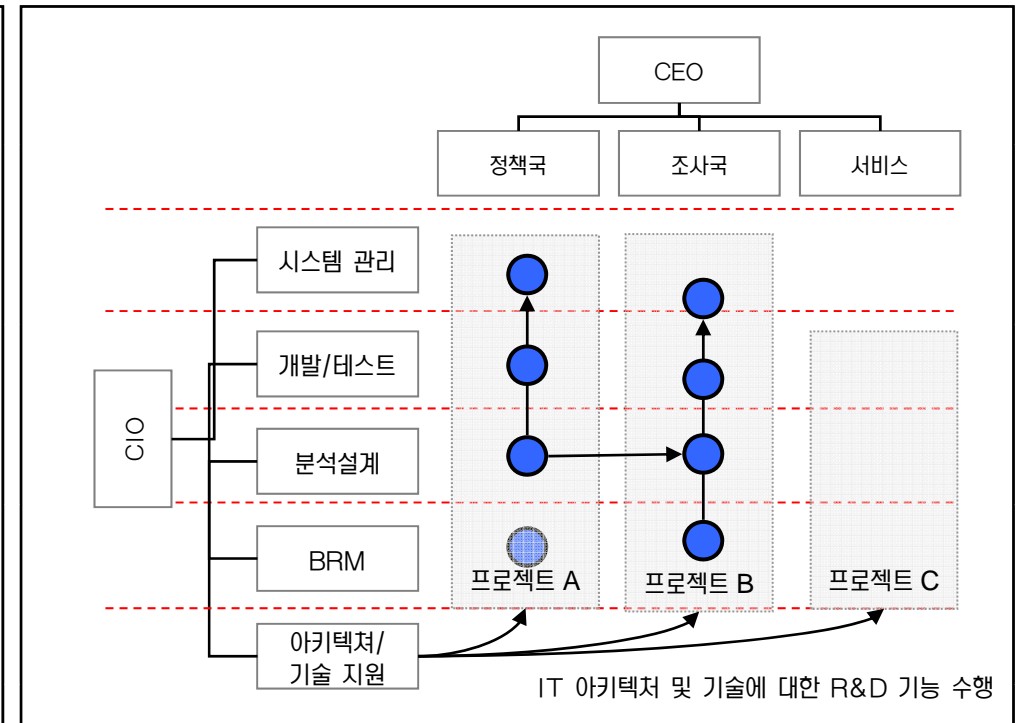 CEO
정책국
조사국
서비스
시스템 관리
개발/테스트
CIO
분석설계
BRM
프로젝트 A
프로젝트 B
프로젝트 C
아키텍쳐/
기술 지원
IT 아키텍처 및 기술에 대한 R&D 기능 수행